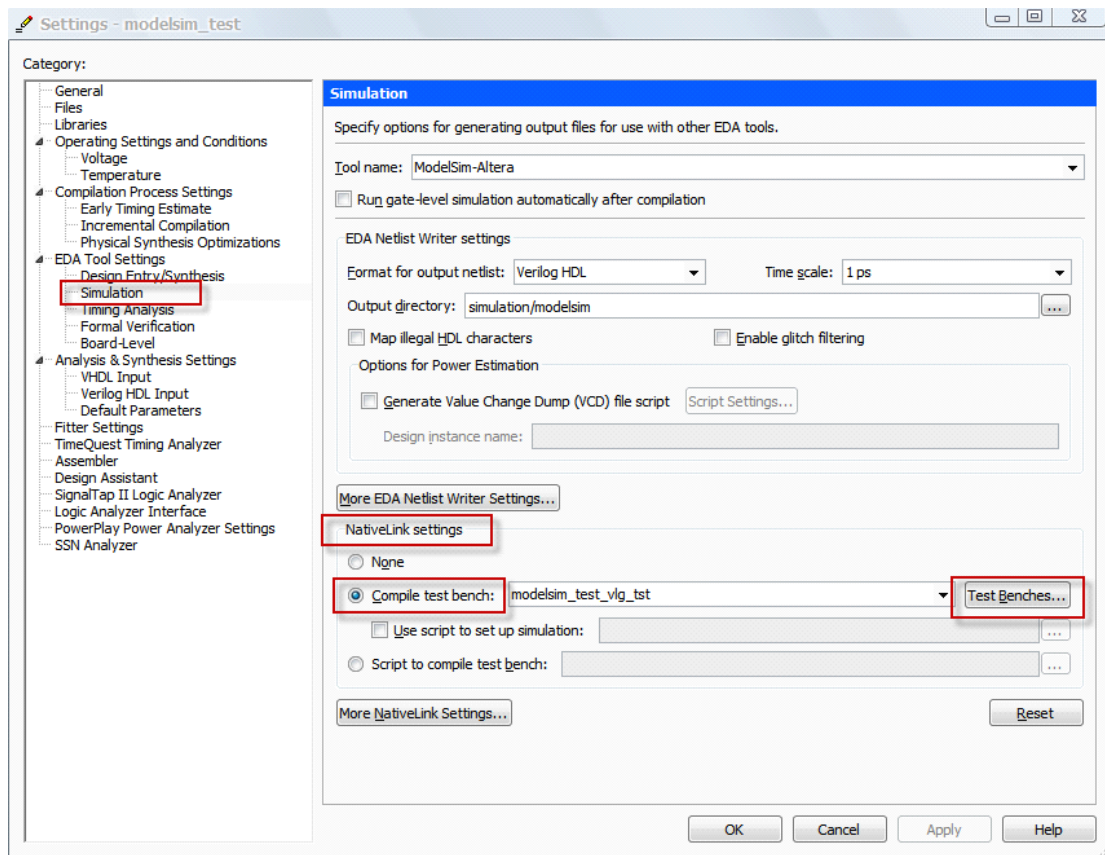 Settings - modelsim_test
Category:
General
Files
Libraries
Operating Settings and Conditions
Voltage
Temperature
Compilation Process Settings
Early Timing Estimate
Incremental Compilation
Physical Synthesis Optimizations
EDA Tool Settings
Design Entry/Synthesis
Simulation
Timing Analysis
Formal Verification
Board-Level
Analysis & Synthesis Settings
VHDL Input
Verilog HDL Input
Default Parameters
Fitter Settings
TimeQuest Timing Analyzer
Assembler
Design Assistant
SignalTap II Logic Analyzer
Logic Analyzer Interface
PowerPlay Power Analyzer Settings
SSN Analyzer
Simulation
Specify options for generating output files for use with other EDA tools.
Tool name: ModelSim-Altera
Run gate-level simulation automatically after compilation
EDA Netlist Writer settings
Format for output netlist: Verilog HDL Time scale: 1 ps
Output directory: simulation/modelsim ...
Map illegal HDL characters Enable glitch filtering
Options for Power Estimation
Generate Value Change Dump (VCD) file script Script Settings...
Design instance name:
More EDA Netlist Writer Settings...
NativeLink settings
None
Compile test bench: modelsim_test_vlg_tst Test Benches...
Use script to set up simulation: ...
Script to compile test bench: ...
More NativeLink Settings... Reset
OK Cancel Apply Help